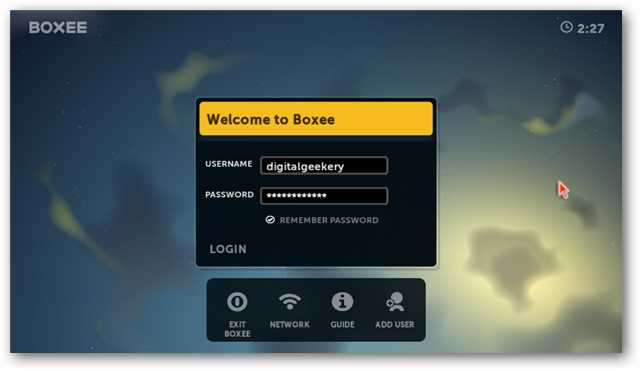 BOXEE
2:27
Welcome to Boxee
USERNAME digitalgeekery
PASSWORD ************
REMEMBER PASSWORD
LOGIN
EXIT BOXEE
NETWORK
GUIDE
ADD USER